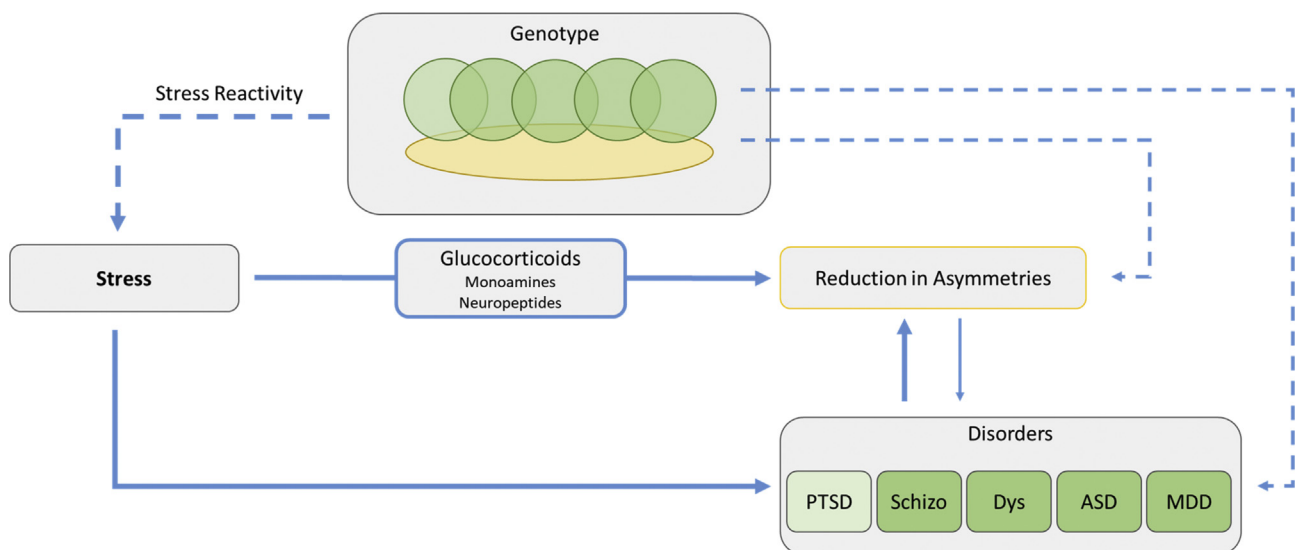 Genotype
Stress Reactivity
Stress
Glucocorticoids
Monoamines
Neuropeptides
Reduction in Asymmetries
Disorders
PTSD
Schizo
Dys
ASD
MDD